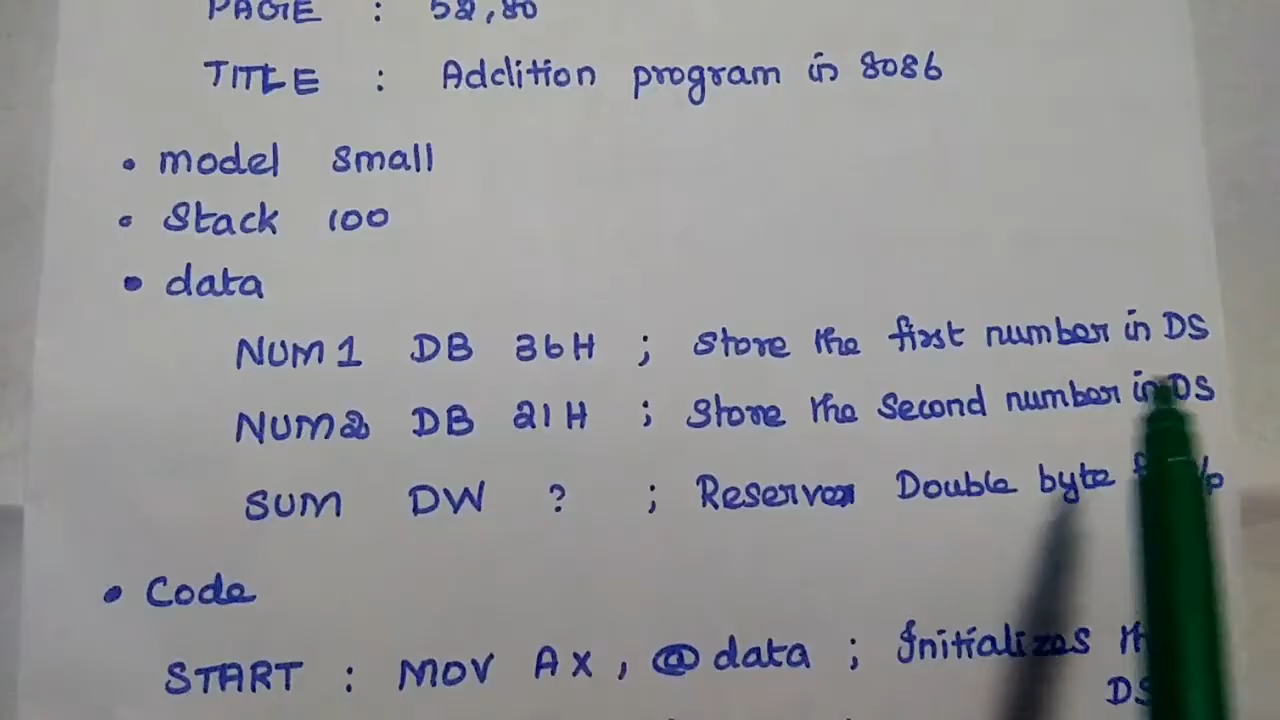 PAGE : 52,80
TITLE : Addition program in 8086
• model small
• Stack 100
• data
NUM1 DB 36H ; Store the first number in DS
NUM2 DB 21H ; Store the Second number in DS
SUM DW ? ; Reserves Double byte
• Code
START : MOV AX, @data ; Initializes
DS